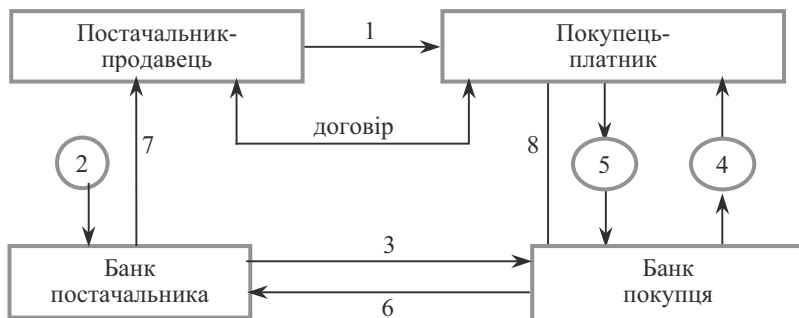 Постачальник-
продавець
1
Покупець-
платник
договір
2
7
8
5
4
Банк
постачальника
3
6
Банк
покупця